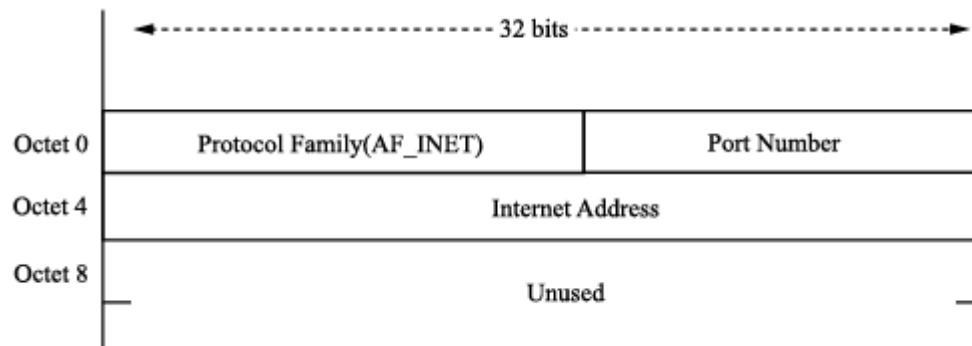 32 bits
Octet 0 Protocol Family(AF_INET) Port Number
Octet 4 Internet Address
Octet 8 Unused